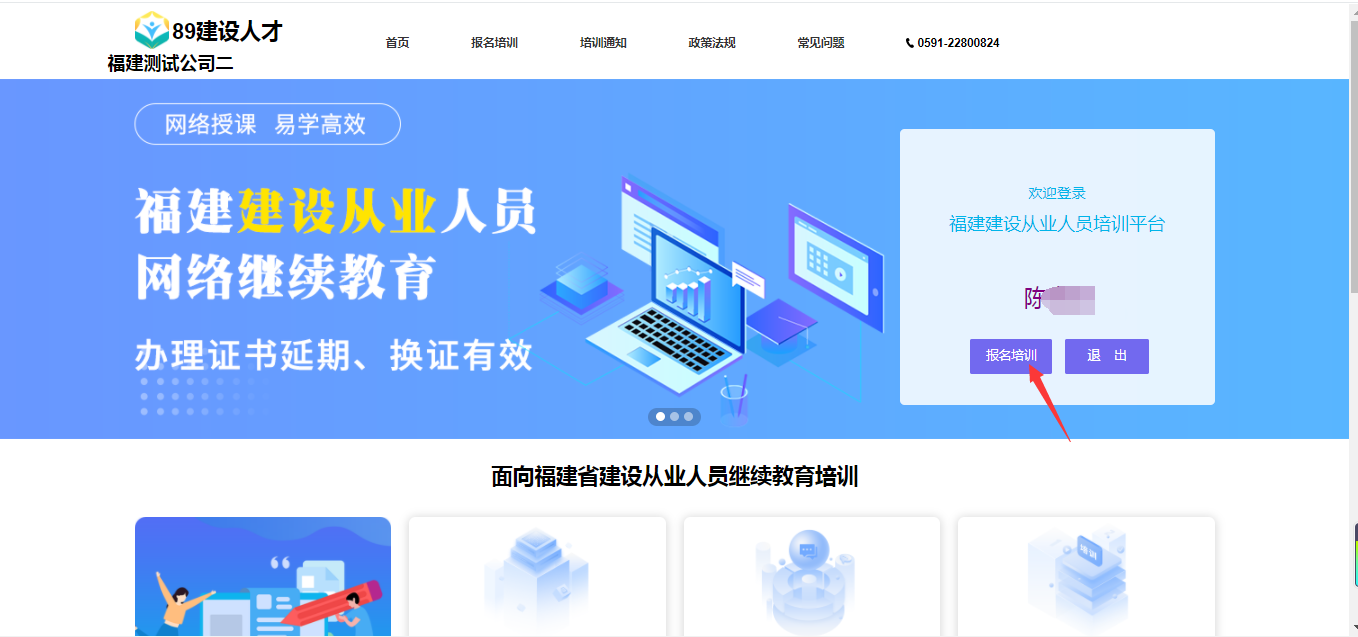 89建设人才
福建测试公司二
首页 报名培训 培训通知 政策法规 常见问题 0591-22800824
网络授课 易学高效
福建建设从业人员
网络继续教育
办理证书延期、换证有效
欢迎登录
福建建设从业人员培训平台
陈
报名培训 退 出
面向福建省建设从业人员继续教育培训
培训